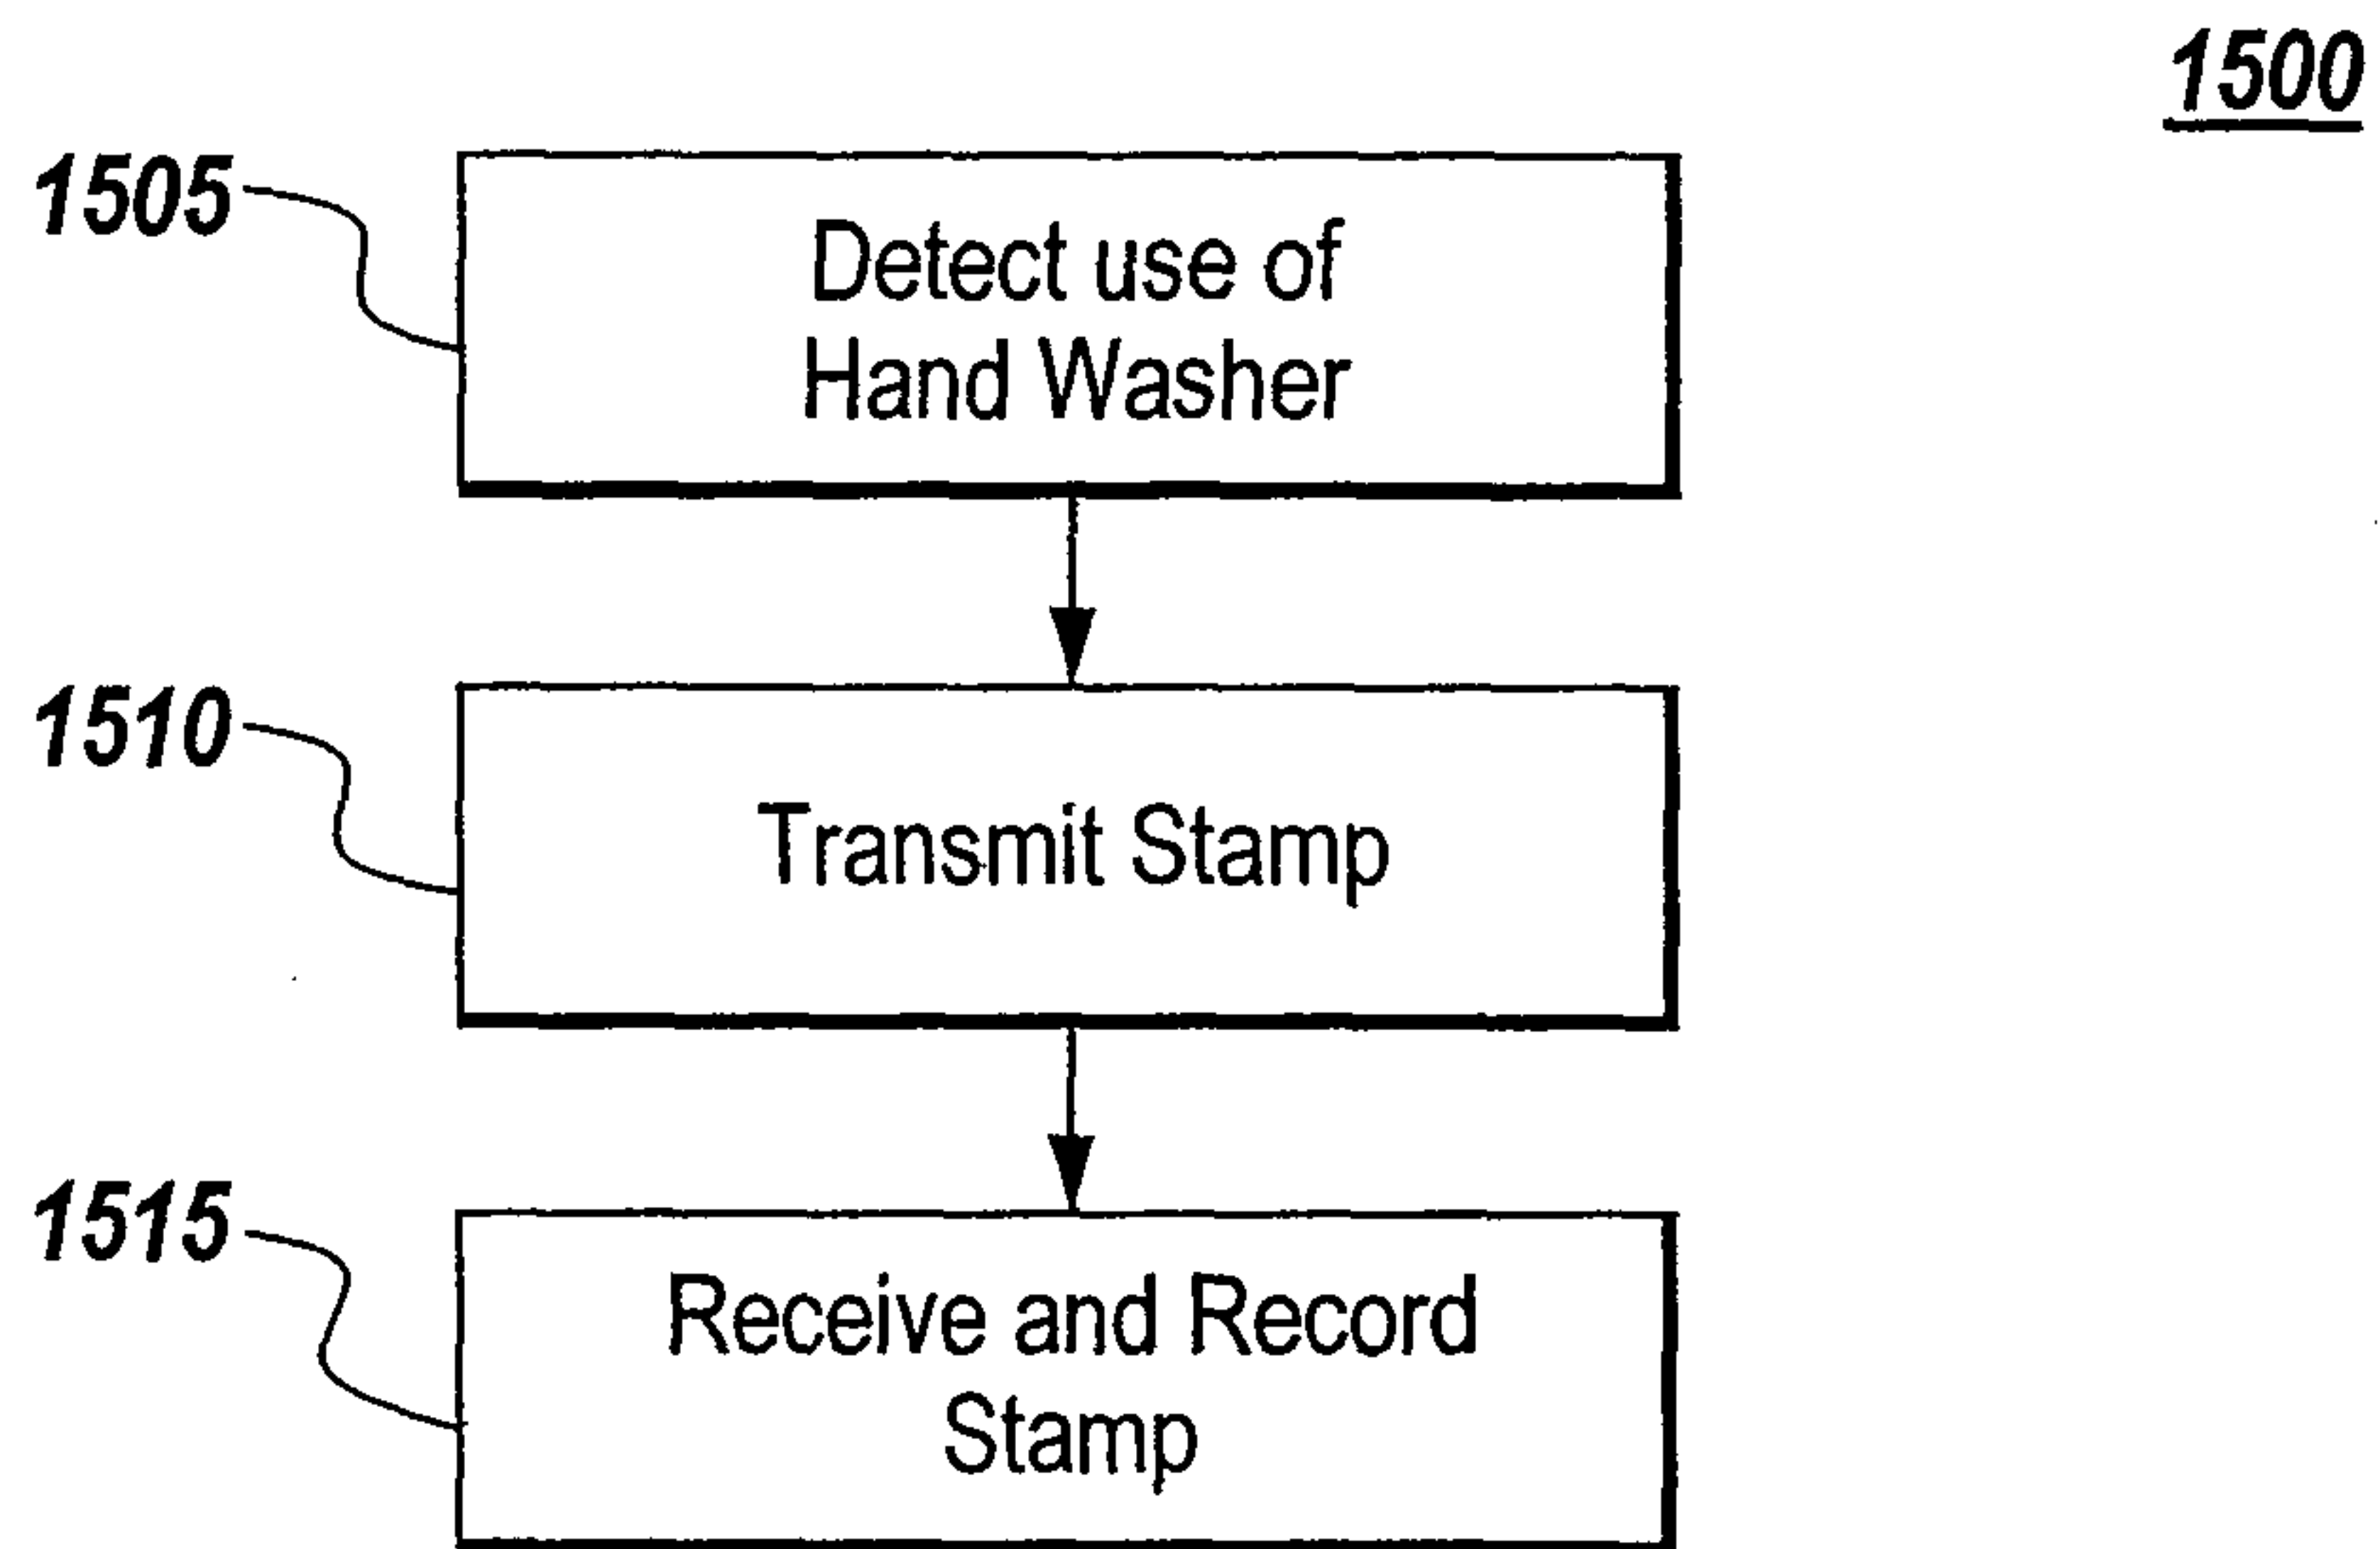 1500
1505
Detect use of
Hand Washer
1510
Transmit Stamp
1515
Receive and Record
Stamp